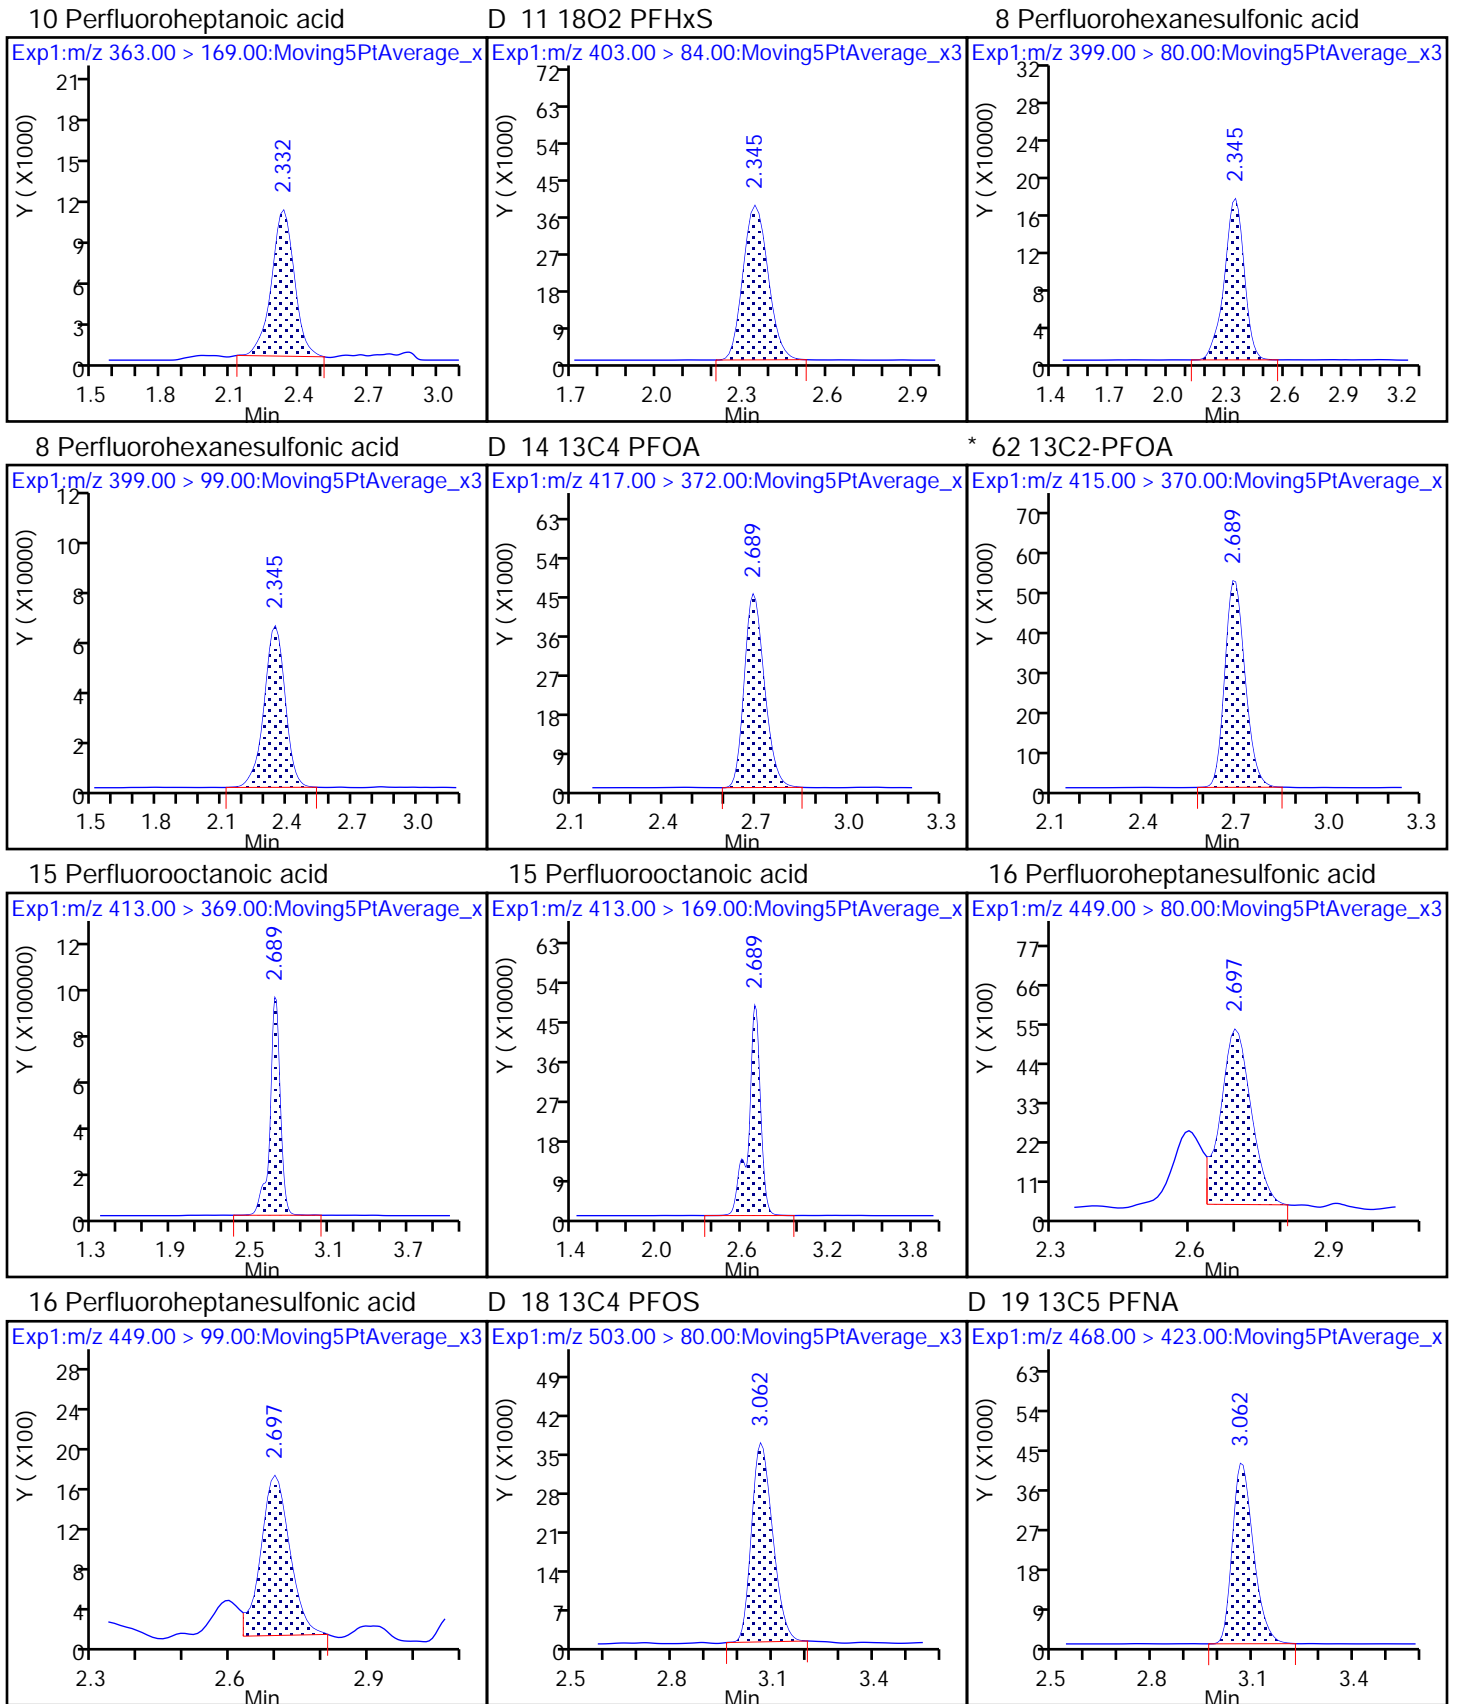 10 Perfluoroheptanoic acid
Exp1:m/z 363.00 > 169.00:Moving5PtAverage_x
Y ( X1000)
21
18
15
12
9
6
3
0
2.332
1.5 1.8 2.1 2.4 2.7 3.0
Min
D 11 18O2 PFHxS
Exp1:m/z 403.00 > 84.00:Moving5PtAverage_x3
Y ( X1000)
72
63
54
45
36
27
18
9
0
2.345
1.7 2.0 2.3 2.6 2.9
Min
8 Perfluorohexanesulfonic acid
Exp1:m/z 399.00 > 80.00:Moving5PtAverage_x3
Y ( X10000)
32
28
24
20
16
12
8
4
0
2.345
1.4 1.7 2.0 2.3 2.6 2.9 3.2
Min
8 Perfluorohexanesulfonic acid
Exp1:m/z 399.00 > 99.00:Moving5PtAverage_x3
Y ( X10000)
12
10
8
6
4
2
0
2.345
1.5 1.8 2.1 2.4 2.7 3.0
Min
D 14 13C4 PFOA
Exp1:m/z 417.00 > 372.00:Moving5PtAverage_x
Y ( X1000)
63
54
45
36
27
18
9
0
2.689
2.1 2.4 2.7 3.0 3.3
Min
* 62 13C2-PFOA
Exp1:m/z 415.00 > 370.00:Moving5PtAverage_x
Y ( X1000)
70
60
50
40
30
20
10
0
2.689
2.1 2.4 2.7 3.0 3.3
Min
15 Perfluorooctanoic acid
Exp1:m/z 413.00 > 369.00:Moving5PtAverage_x
Y ( X100000)
12
10
8
6
4
2
0
2.689
1.3 1.9 2.5 3.1 3.7
Min
15 Perfluorooctanoic acid
Exp1:m/z 413.00 > 169.00:Moving5PtAverage_x
Y ( X10000)
63
54
45
36
27
18
9
0
2.689
1.4 2.0 2.6 3.2 3.8
Min
16 Perfluoroheptanesulfonic acid
Exp1:m/z 449.00 > 80.00:Moving5PtAverage_x3
Y ( X100)
77
66
55
44
33
22
11
0
2.697
2.3 2.6 2.9
Min
16 Perfluoroheptanesulfonic acid
Exp1:m/z 449.00 > 99.00:Moving5PtAverage_x3
Y ( X100)
28
24
20
16
12
8
4
0
2.697
2.3 2.6 2.9
Min
D 18 13C4 PFOS
Exp1:m/z 503.00 > 80.00:Moving5PtAverage_x3
Y ( X1000)
49
42
35
28
21
14
7
0
3.062
2.5 2.8 3.1 3.4
Min
D 19 13C5 PFNA
Exp1:m/z 468.00 > 423.00:Moving5PtAverage_x
Y ( X1000)
63
54
45
36
27
18
9
0
3.062
2.5 2.8 3.1 3.4
Min